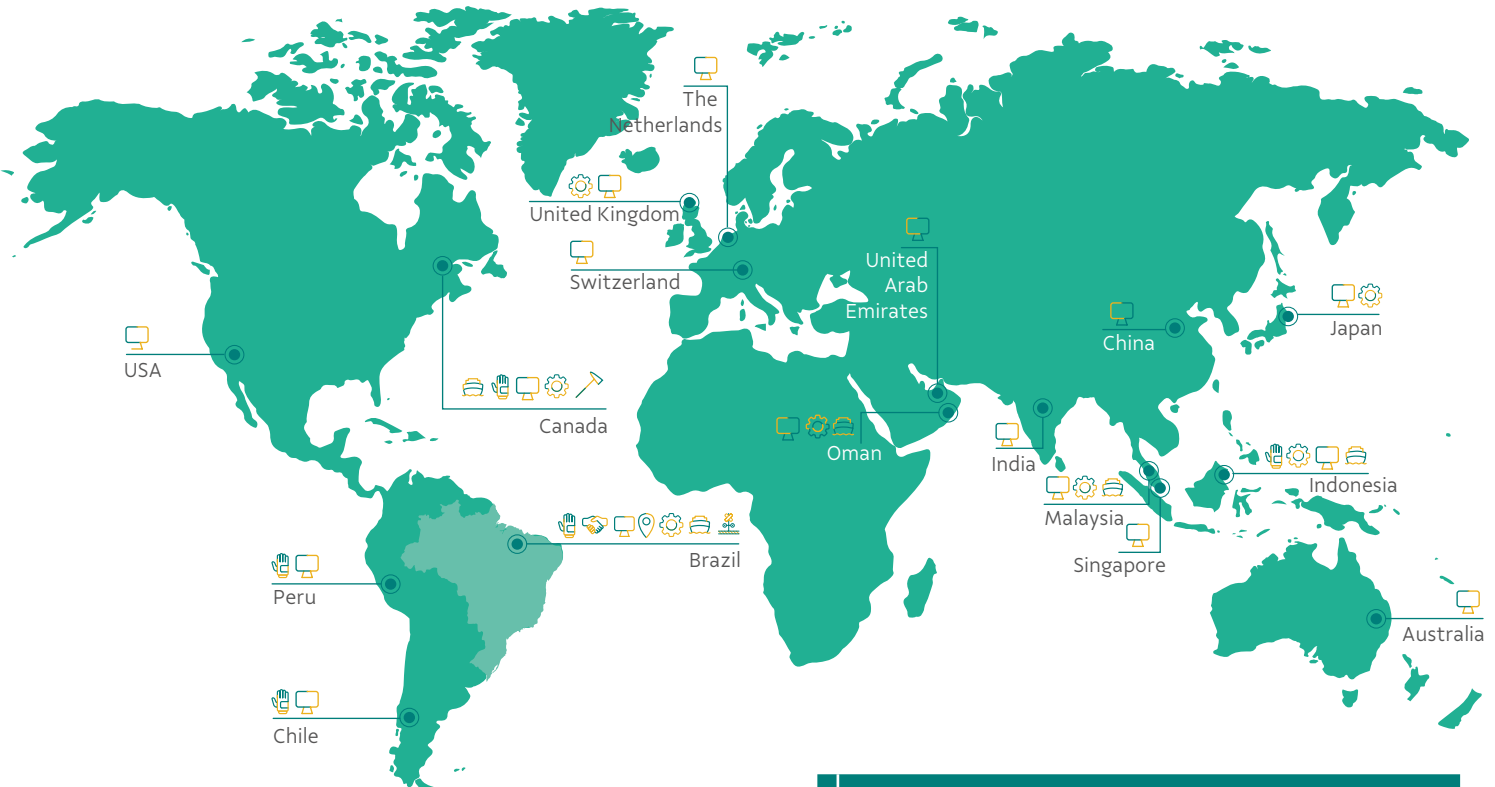 The
Netherlands
United Kingdom
Switzerland
United
Arab
Emirates
China
Japan
USA
Canada
Oman
India
Indonesia
Malaysia
Singapore
Brazil
Peru
Australia
Chile